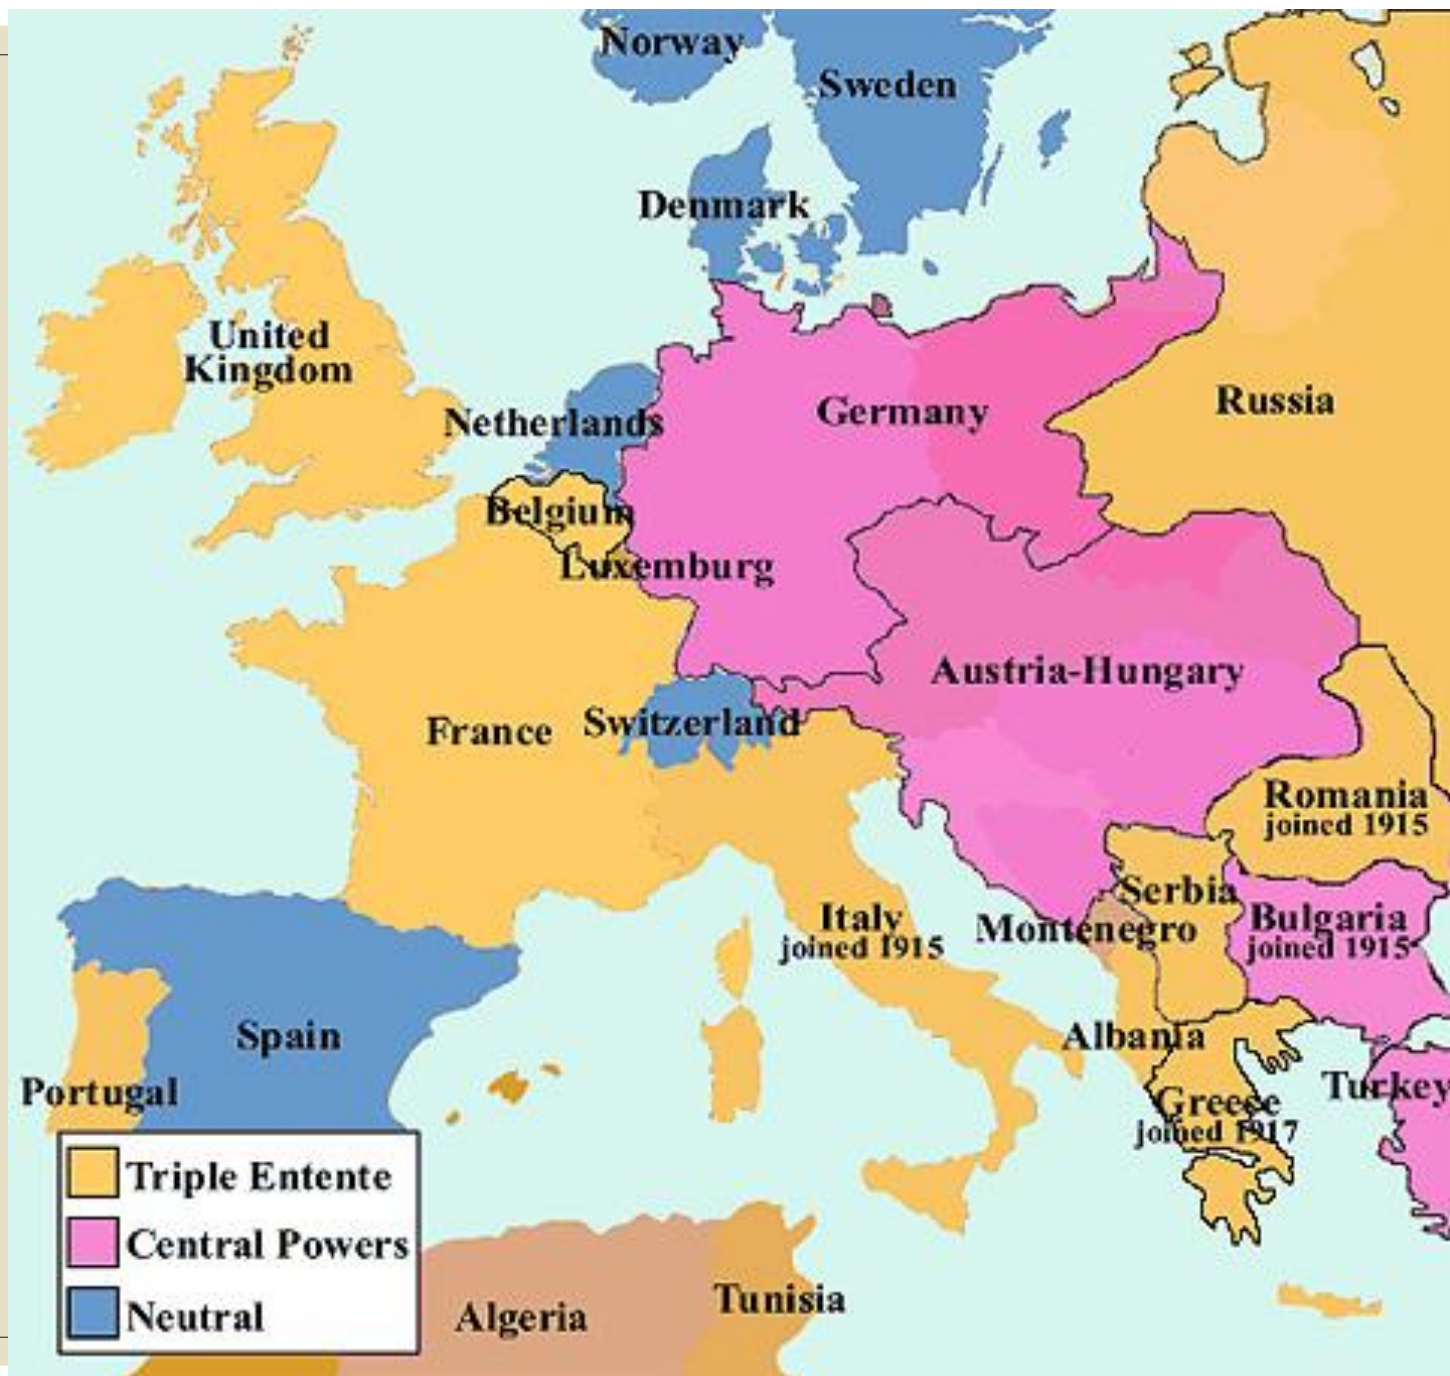 Norway
Sweden
Denmark
United
Kingdom
Netherlands
Germany
Russia
Belgium
Luxemburg
Austria-Hungary
France
Switzerland
Romania
joined 1915
Serbia
Italy
joined 1915
Montenegro
Bulgaria
joined 1915
Spain
Albania
Portugal
Turkey
Greece
joined 1917
Triple Entente
Central Powers
Neutral
Algeria
Tunisia